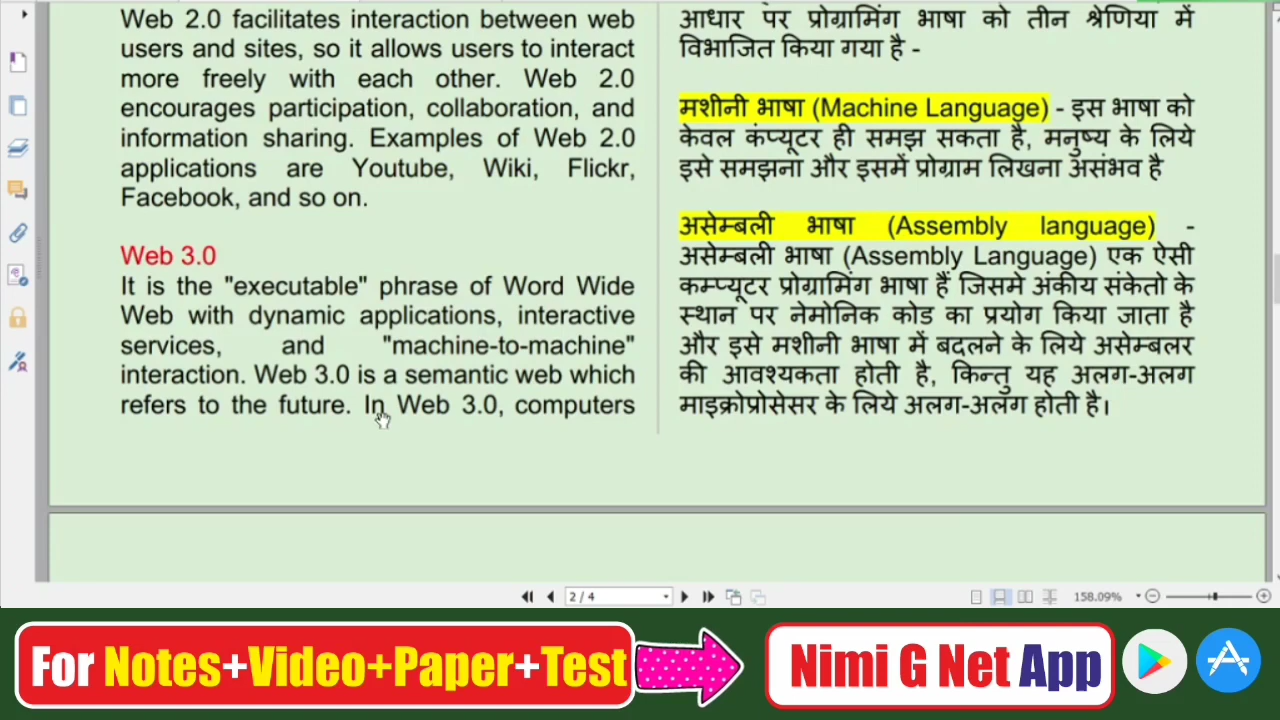 Web 2.0 facilitates interaction between web
users and sites, so it allows users to interact
more freely with each other. Web 2.0
encourages participation, collaboration, and
information sharing. Examples of Web 2.0
applications are Youtube, Wiki, Flickr,
Facebook, and so on.
Web 3.0
It is the "executable" phrase of Word Wide
Web with dynamic applications, interactive
services, and "machine-to-machine"
interaction. Web 3.0 is a semantic web which
refers to the future. In Web 3.0, computers
आधार पर प्रोग्रामिंग भाषा को तीन श्रेणिया में
विभाजित किया गया है -
मशीनी भाषा (Machine Language) - इस भाषा को
केवल कंप्यूटर ही समझ सकता है, मनुष्य के लिये
इसे समझना और इसमें प्रोग्राम लिखना असंभव है
असेम्बली भाषा (Assembly language) -
असेम्बली भाषा (Assembly Language) एक ऐसी
कम्प्यूटर प्रोग्रामिंग भाषा हैं जिसमे अंकीय संकेतो के
स्थान पर नेमोनिक कोड का प्रयोग किया जाता है
और इसे मशीनी भाषा में बदलने के लिये असेम्बलर
की आवश्यकता होती है, किन्तु यह अलग-अलग
माइक्रोप्रोसेसर के लिये अलग-अलग होती है।
2 / 4
158.09%
For Notes+Video+Paper+Test
Nimi G Net App